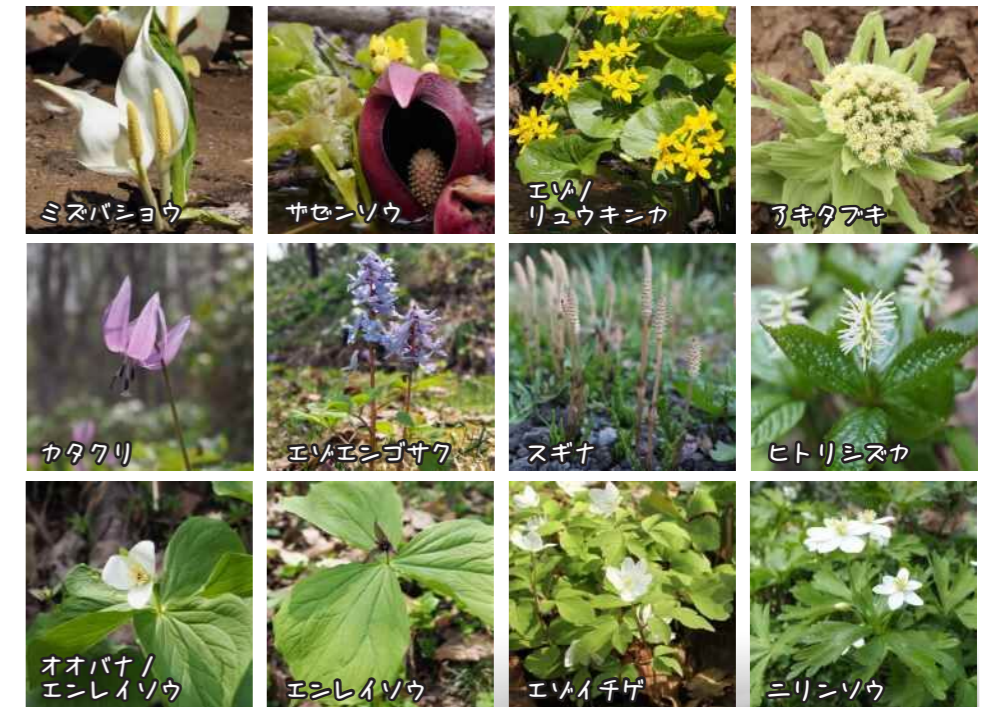 ミズバショウ
ザゼンソウ
エゾノ
リュウキンカ
アキタブキ
カタクリ
エゾエンゴサク
スギナ
ヒトリシズカ
オオバナノ
エンレイソウ
エンレイソウ
エゾイチゲ
ニリンソウ